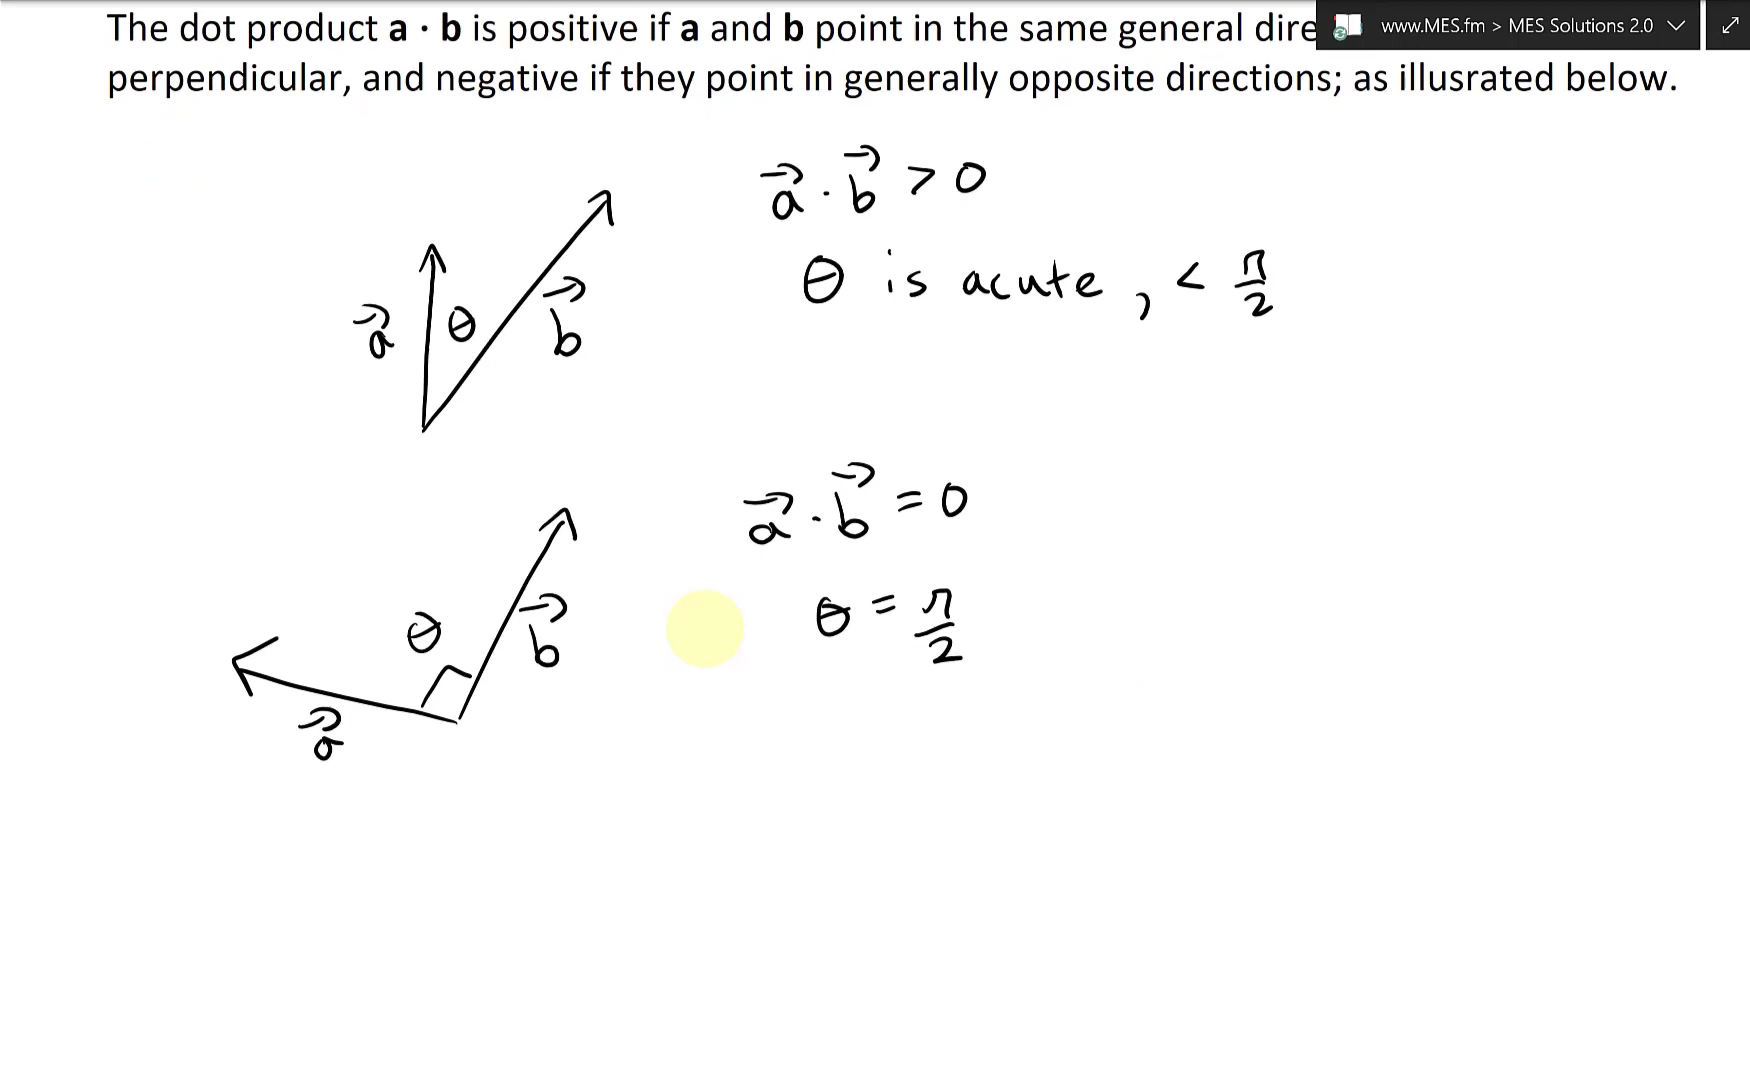 The dot product a · b is positive if a and b point in the same general dire
www.MES.fm > MES Solutions 2.0
perpendicular, and negative if they point in generally opposite directions; as illusrated below.
a⃗ · b⃗ > 0
θ is acute, < π/2
a⃗ θ b⃗
a⃗ · b⃗ = 0
θ = π/2
θ b⃗
a⃗